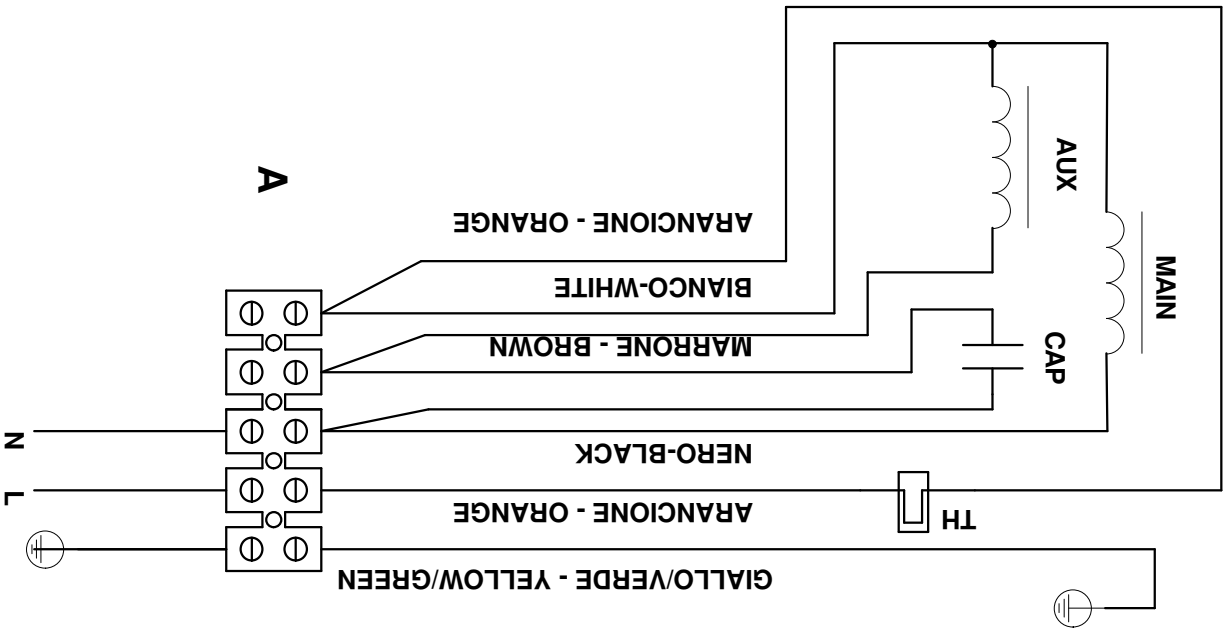 A
ARANCIONE - ORANGE
BIANCO-WHITE
MARRONE - BROWN
NERO-BLACK
ARANCIONE - ORANGE
GIALLO/VERDE - YELLOW/GREEN
N
L
AUX
MAIN
CAP
TH